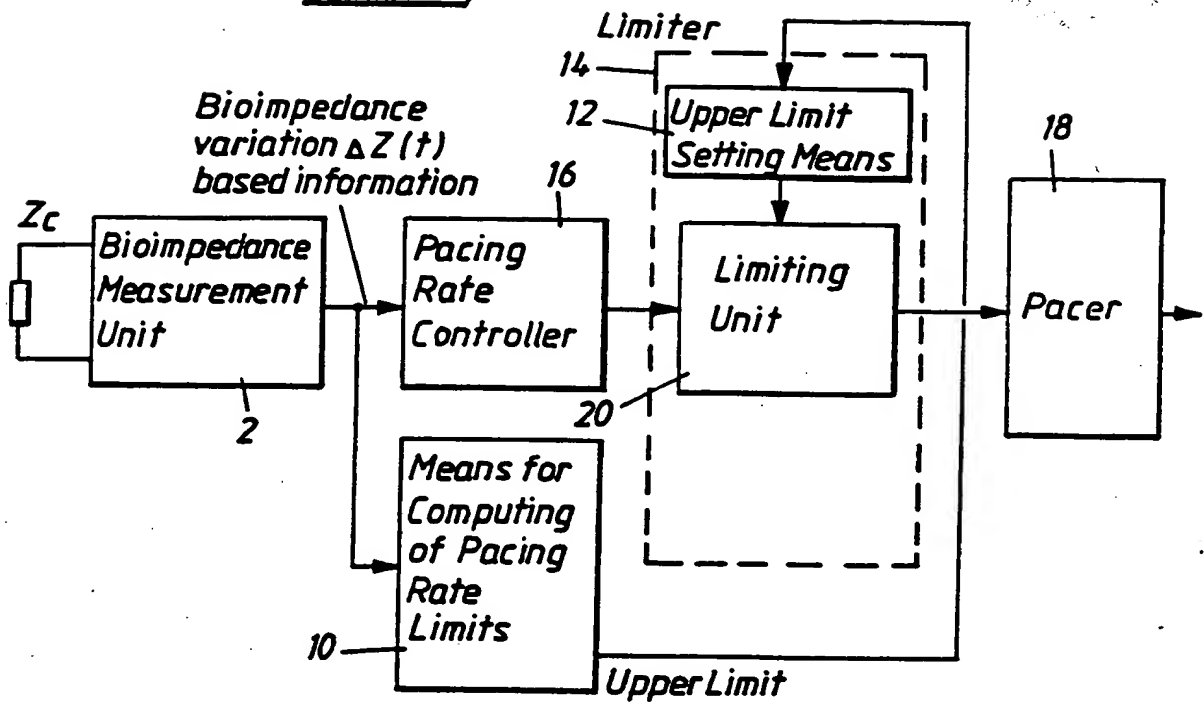 Limiter
14
Bioimpedance
variation ΔZ(t)
based information
12
Upper Limit
Setting Means
18
16
Zc
Bioimpedance
Measurement
Unit
Pacing
Rate
Controller
Limiting
Unit
Pacer
2
20
Means for
Computing
of Pacing
Rate
Limits
10
Upper Limit